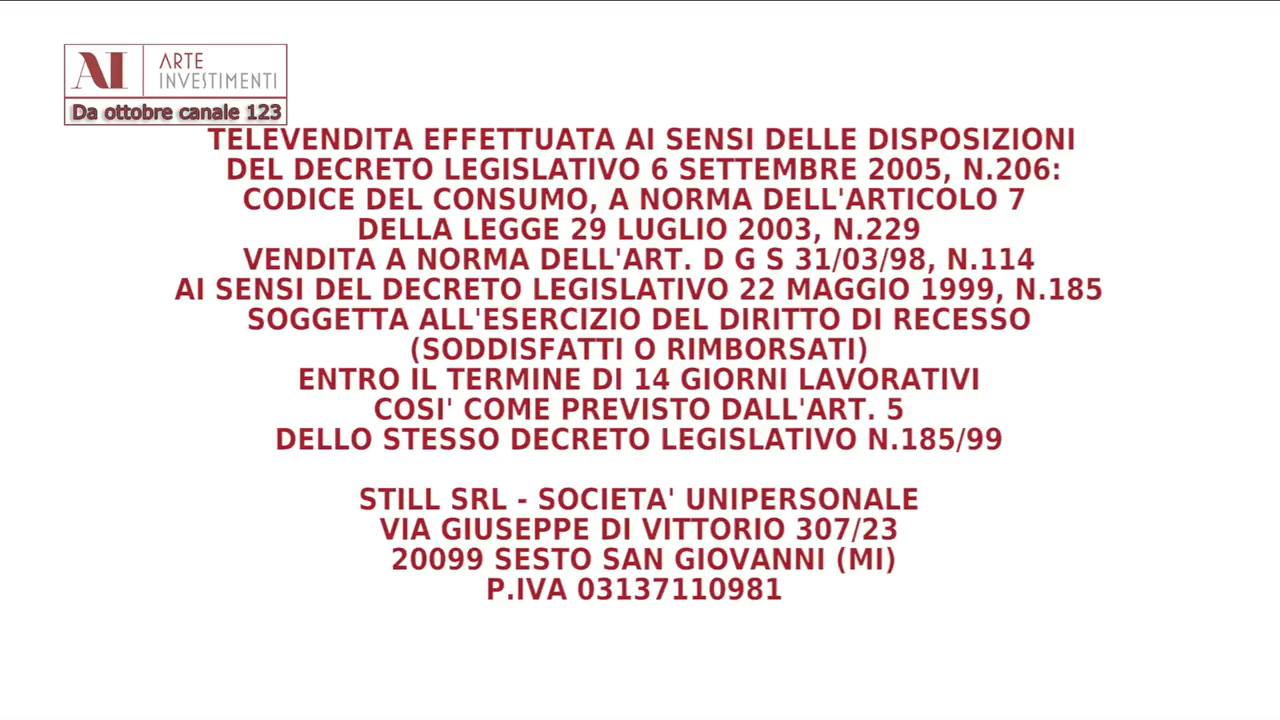 AI ARTE
INVESTIMENTI
Da ottobre canale 123
TELEVENDITA EFFETTUATA AI SENSI DELLE DISPOSIZIONI
DEL DECRETO LEGISLATIVO 6 SETTEMBRE 2005, N.206:
CODICE DEL CONSUMO, A NORMA DELL'ARTICOLO 7
DELLA LEGGE 29 LUGLIO 2003, N.229
VENDITA A NORMA DELL'ART. D G S 31/03/98, N.114
AI SENSI DEL DECRETO LEGISLATIVO 22 MAGGIO 1999, N.185
SOGGETTA ALL'ESERCIZIO DEL DIRITTO DI RECESSO
(SODDISFATTI O RIMBORSATI)
ENTRO IL TERMINE DI 14 GIORNI LAVORATIVI
COSI' COME PREVISTO DALL'ART. 5
DELLO STESSO DECRETO LEGISLATIVO N.185/99
STILL SRL - SOCIETA' UNIPERSONALE
VIA GIUSEPPE DI VITTORIO 307/23
20099 SESTO SAN GIOVANNI (MI)
P.IVA 03137110981